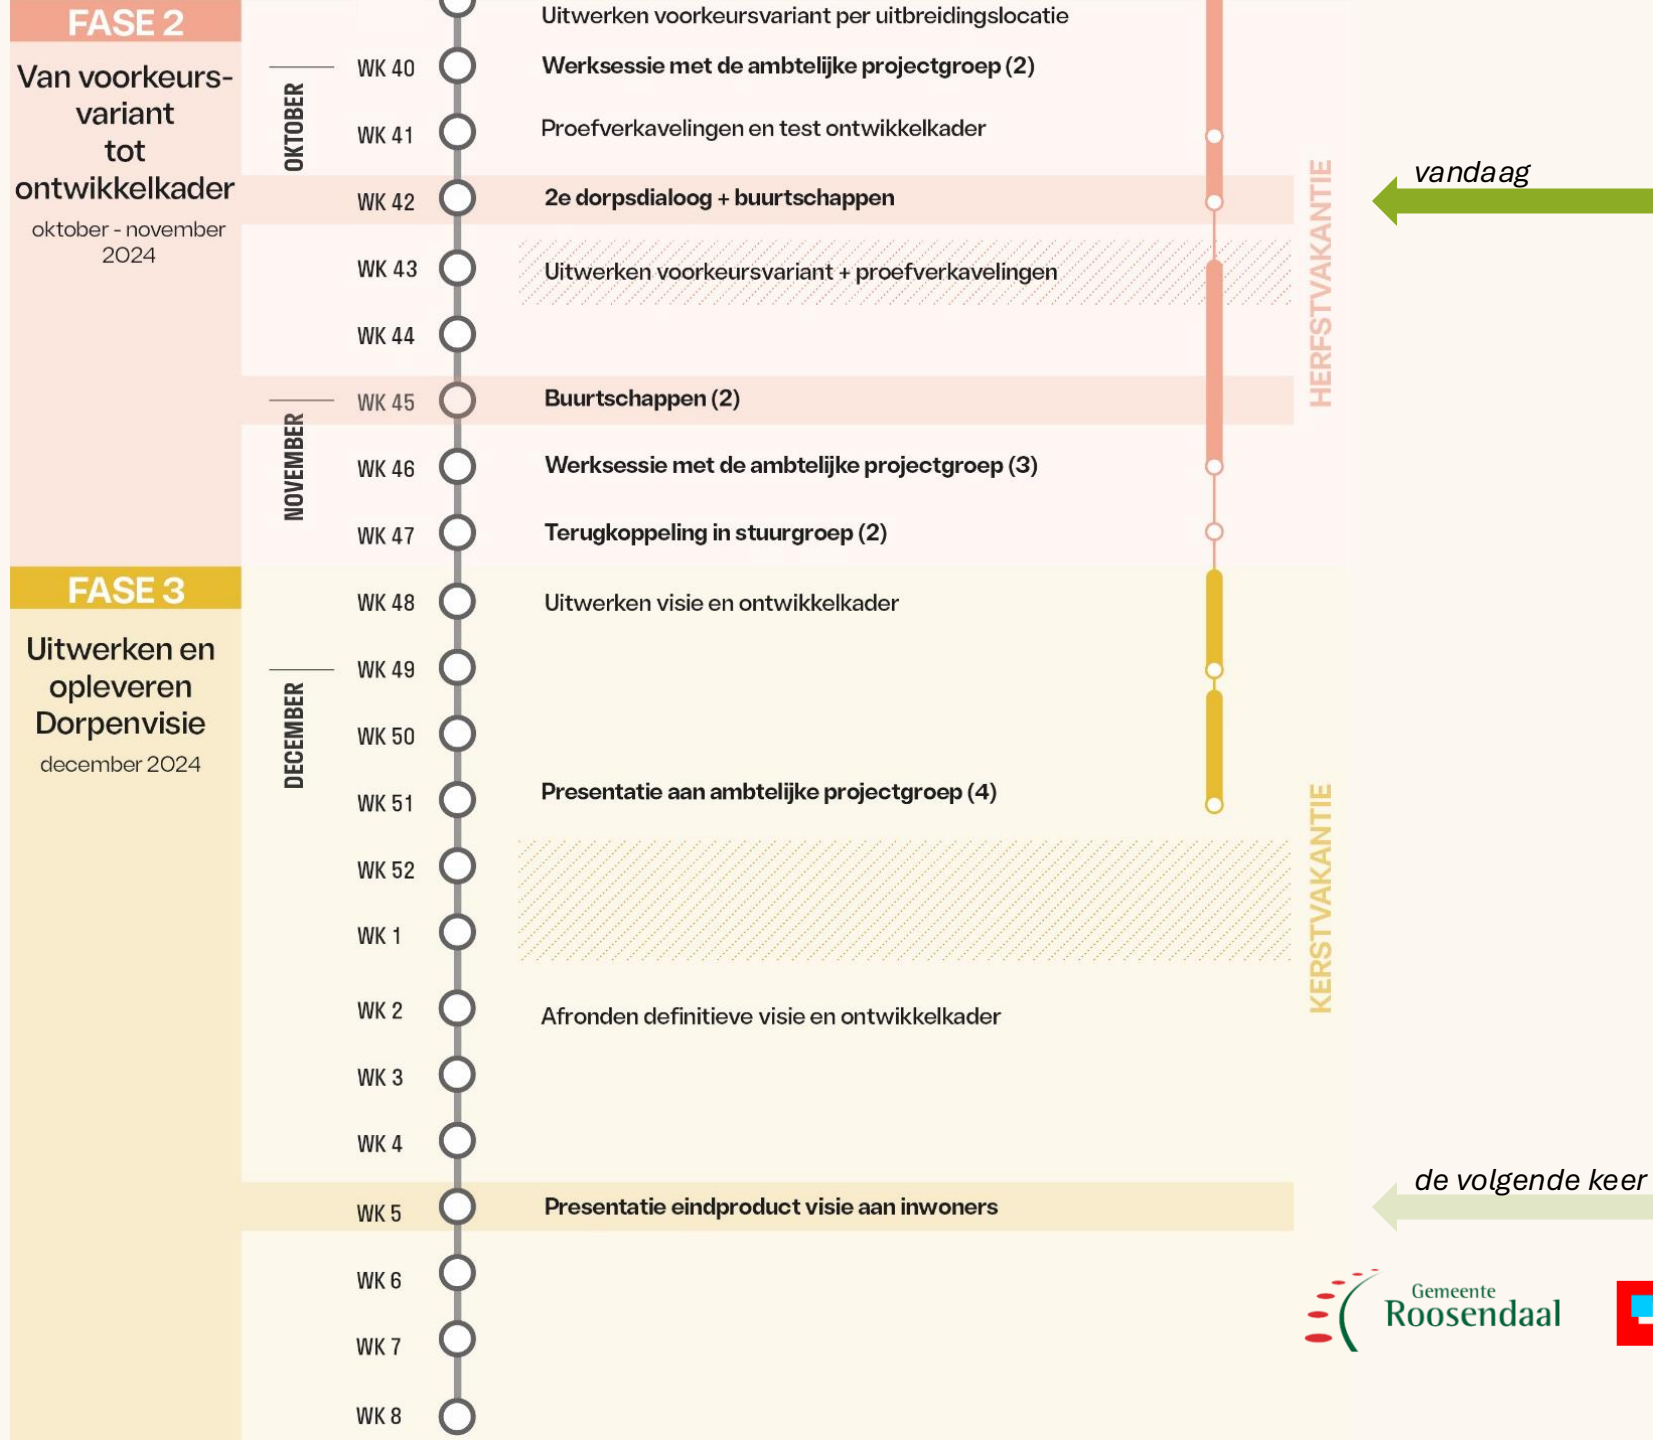 FASE 2
Van voorkeurs-
variant
tot
ontwikkelkader
oktober - november
2024
Uitwerken voorkeursvariant per uitbreidingslocatie
OKTOBER
WK 40 Werksessie met de ambtelijke projectgroep (2)
WK 41 Proefverkavelingen en test ontwikkelkader
WK 42 2e dorpsdialoog + buurtschappen
WK 43 Uitwerken voorkeursvariant + proefverkavelingen
WK 44
HERFSTVAKANTIE
vandaag
NOVEMBER
WK 45 Buurtschappen (2)
WK 46 Werksessie met de ambtelijke projectgroep (3)
WK 47 Terugkoppeling in stuurgroep (2)
FASE 3
Uitwerken en
opleveren
Dorpenvisie
december 2024
WK 48 Uitwerken visie en ontwikkelkader
DECEMBER
WK 49
WK 50
WK 51 Presentatie aan ambtelijke projectgroep (4)
WK 52
WK 1
KERSTVAKANTIE
WK 2 Afronden definitieve visie en ontwikkelkader
WK 3
WK 4
WK 5 Presentatie eindproduct visie aan inwoners
de volgende keer
WK 6
WK 7
WK 8
Gemeente
Roosendaal